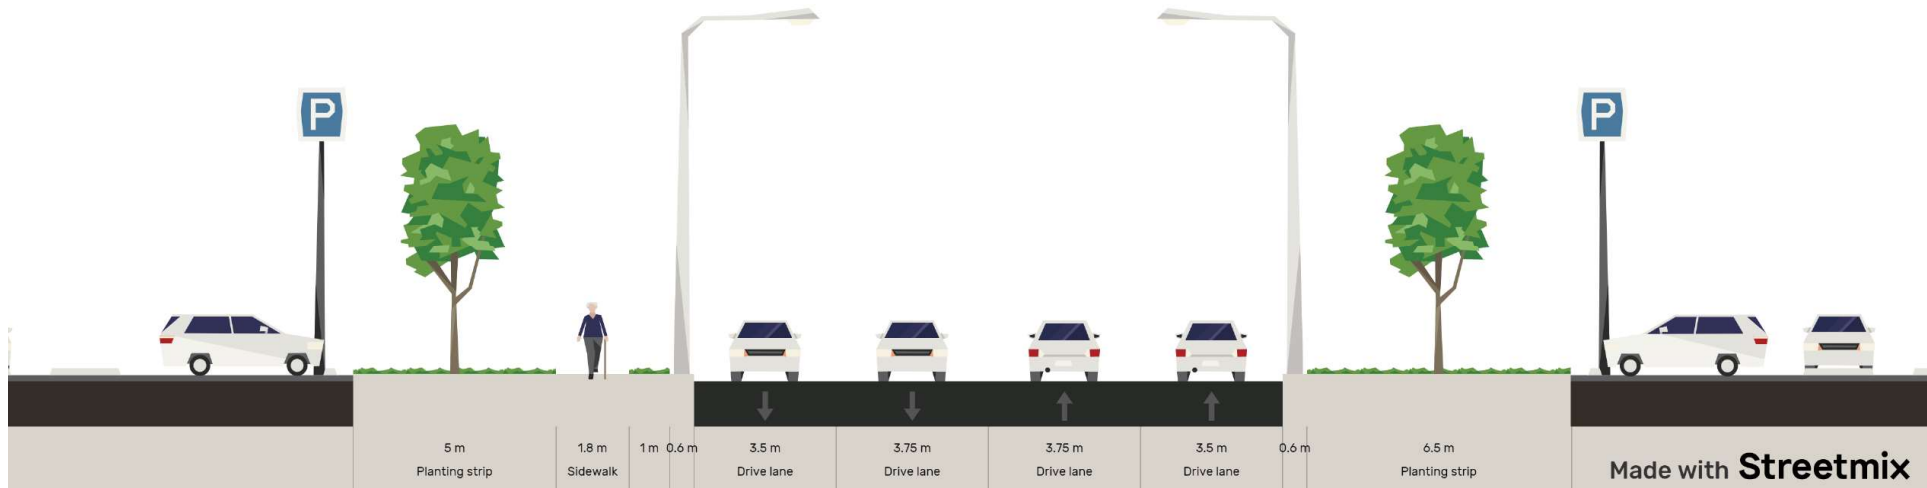 P
P
5 m
Planting strip
1.8 m
Sidewalk
1 m
0.6 m
3.5 m
Drive lane
3.75 m
Drive lane
3.75 m
Drive lane
3.5 m
Drive lane
0.6 m
6.5 m
Planting strip
Made with Streetmix